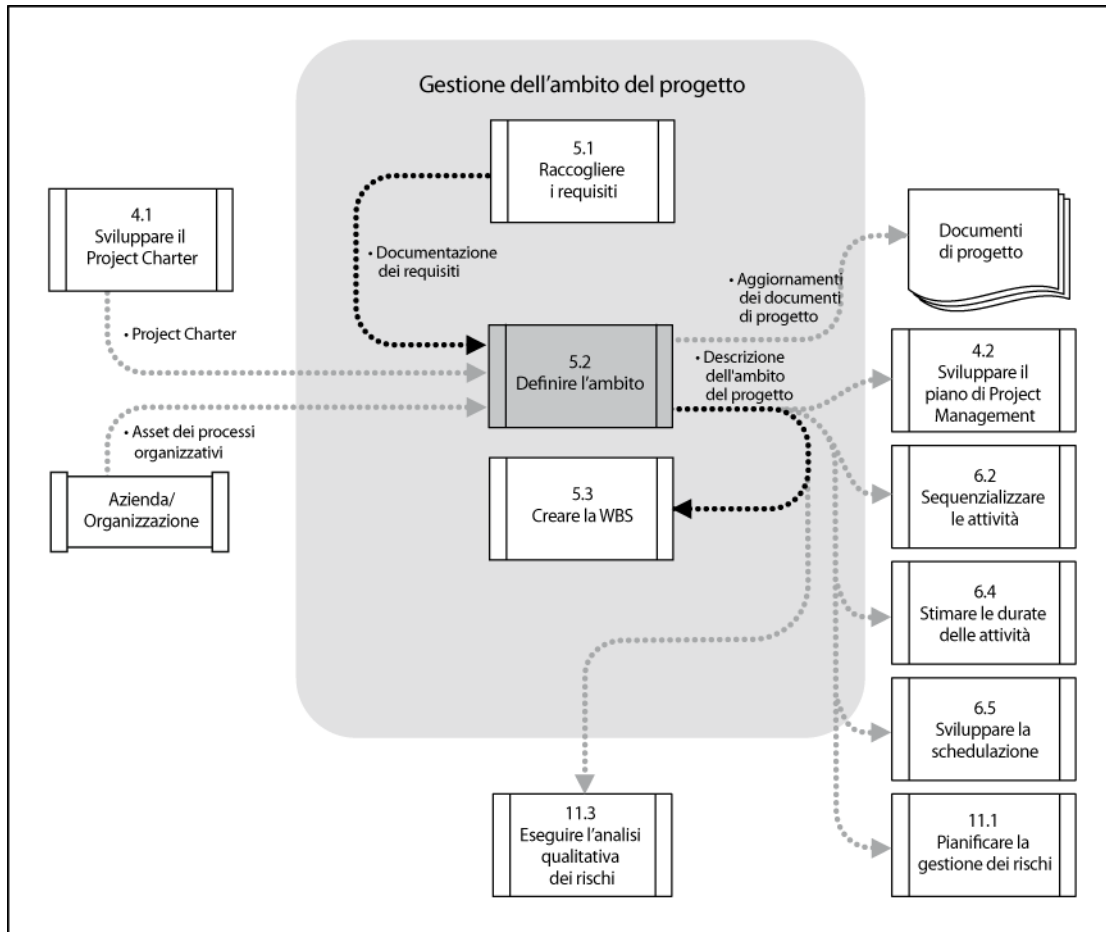 Gestione dell'ambito del progetto
5.1
Raccogliere
i requisiti
4.1
Sviluppare il
Project Charter
• Documentazione
dei requisiti
• Project Charter
5.2
Definire l'ambito
• Asset dei processi
organizzativi
Azienda/
Organizzazione
5.3
Creare la WBS
• Aggiornamenti
dei documenti
di progetto
• Descrizione
dell'ambito
del progetto
Documenti
di progetto
4.2
Sviluppare il
piano di Project
Management
6.2
Sequenzializzare
le attività
6.4
Stimare le durate
delle attività
6.5
Sviluppare la
schedulazione
11.3
Eseguire l'analisi
qualitativa
dei rischi
11.1
Pianificare la
gestione dei rischi